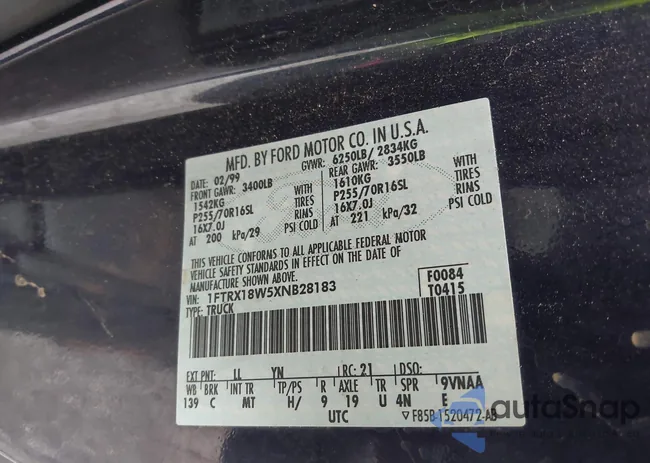 MFD. BY FORD MOTOR CO. IN U.S.A.
DATE: 02/99 GVWR: 6250LB/ 2834KG
FRONT GAWR: 3400LB REAR GAWR: 3550LB
1542KG WITH 1610KG WITH
P255/70R16SL TIRES P255/70R16SL TIRES
16X7.0J RINS 16X7.0J RINS
AT 200 kPa/29 PSI COLD AT 221 kPa/32 PSI COLD
THIS VEHICLE CONFORMS TO ALL APPLICABLE FEDERAL MOTOR
VEHICLE SAFETY STANDARDS IN EFFECT ON THE DATE OF
MANUFACTURE SHOWN ABOVE.
VIN: 1FTRX18W5XNB28183 F0084
TYPE: TRUCK T0415
EXT PNT: LL YN RC: 21 DSO:
WB BRK INT TR TP/PS R AXLE TR SPR 9VNAA
139 C MT H/ 9 19 U 4N E
UTC F85B 1520472-AB
autoSnap